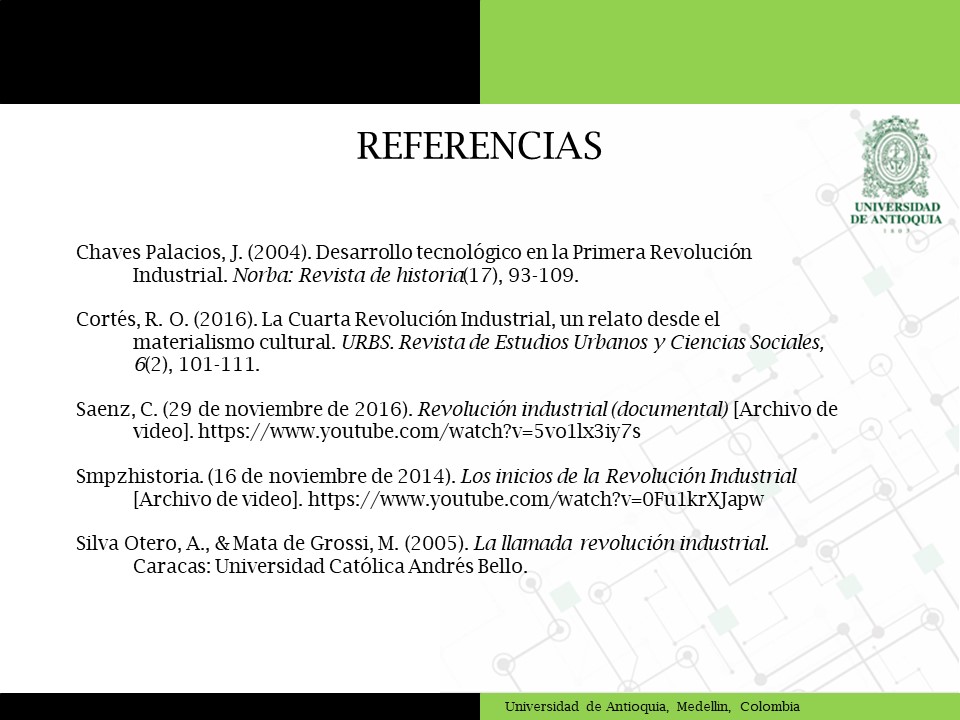 REFERENCIAS
UNIVERSIDAD
DE ANTIOQUIA
1803
Chaves Palacios, J. (2004). Desarrollo tecnológico en la Primera Revolución
Industrial. Norba: Revista de historia(17), 93-109.
Cortés, R. O. (2016). La Cuarta Revolución Industrial, un relato desde el
materialismo cultural. URBS. Revista de Estudios Urbanos y Ciencias Sociales,
6(2), 101-111.
Saenz, C. (29 de noviembre de 2016). Revolución industrial (documental) [Archivo de
video]. https://www.youtube.com/watch?v=5vo1lx3iy7s
Smpzhistoria. (16 de noviembre de 2014). Los inicios de la Revolución Industrial
[Archivo de video]. https://www.youtube.com/watch?v=0Fu1krXJapw
Silva Otero, A., & Mata de Grossi, M. (2005). La llamada revolución industrial.
Caracas: Universidad Católica Andrés Bello.
Universidad de Antioquia, Medellin, Colombia